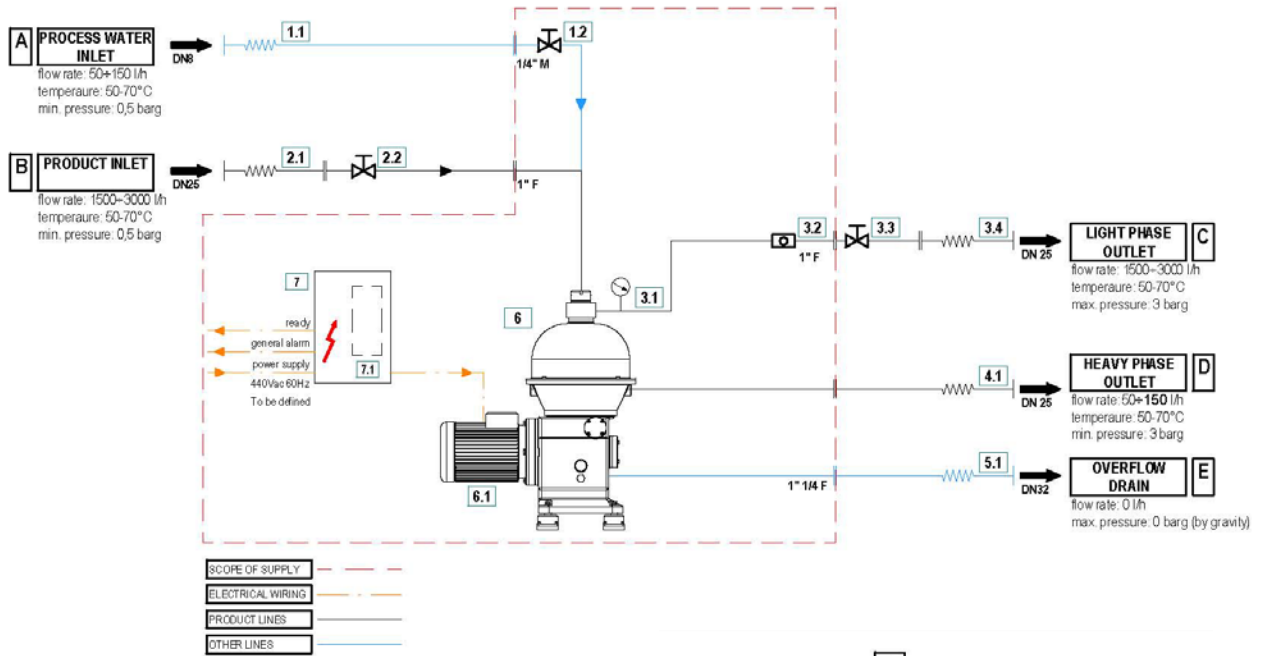 A
PROCESS WATER
INLET
DN8
flow rate: 50÷150 l/h
temperaure: 50-70°C
min. pressure: 0,5 barg
1.1
1.2
1/4" M
B
PRODUCT INLET
DN25
flow rate: 1500÷3000 l/h
temperaure: 50-70°C
min. pressure: 0,5 barg
2.1
2.2
1" F
3.1
3.2
1" F
3.3
3.4
DN 25
LIGHT PHASE
OUTLET
C
flow rate: 1500÷3000 l/h
temperaure: 50-70°C
max. pressure: 3 barg
7
ready
general alarm
power supply
440Vac 60Hz
To be defined
7.1
6
6.1
4.1
DN 25
HEAVY PHASE
OUTLET
D
flow rate: 50÷150 l/h
temperaure: 50-70°C
min. pressure: 3 barg
1" 1/4 F
5.1
DN32
OVERFLOW
DRAIN
E
flow rate: 0 l/h
max. pressure: 0 barg (by gravity)
SCOPE OF SUPPLY
ELECTRICAL WIRING
PRODUCT LINES
OTHER LINES